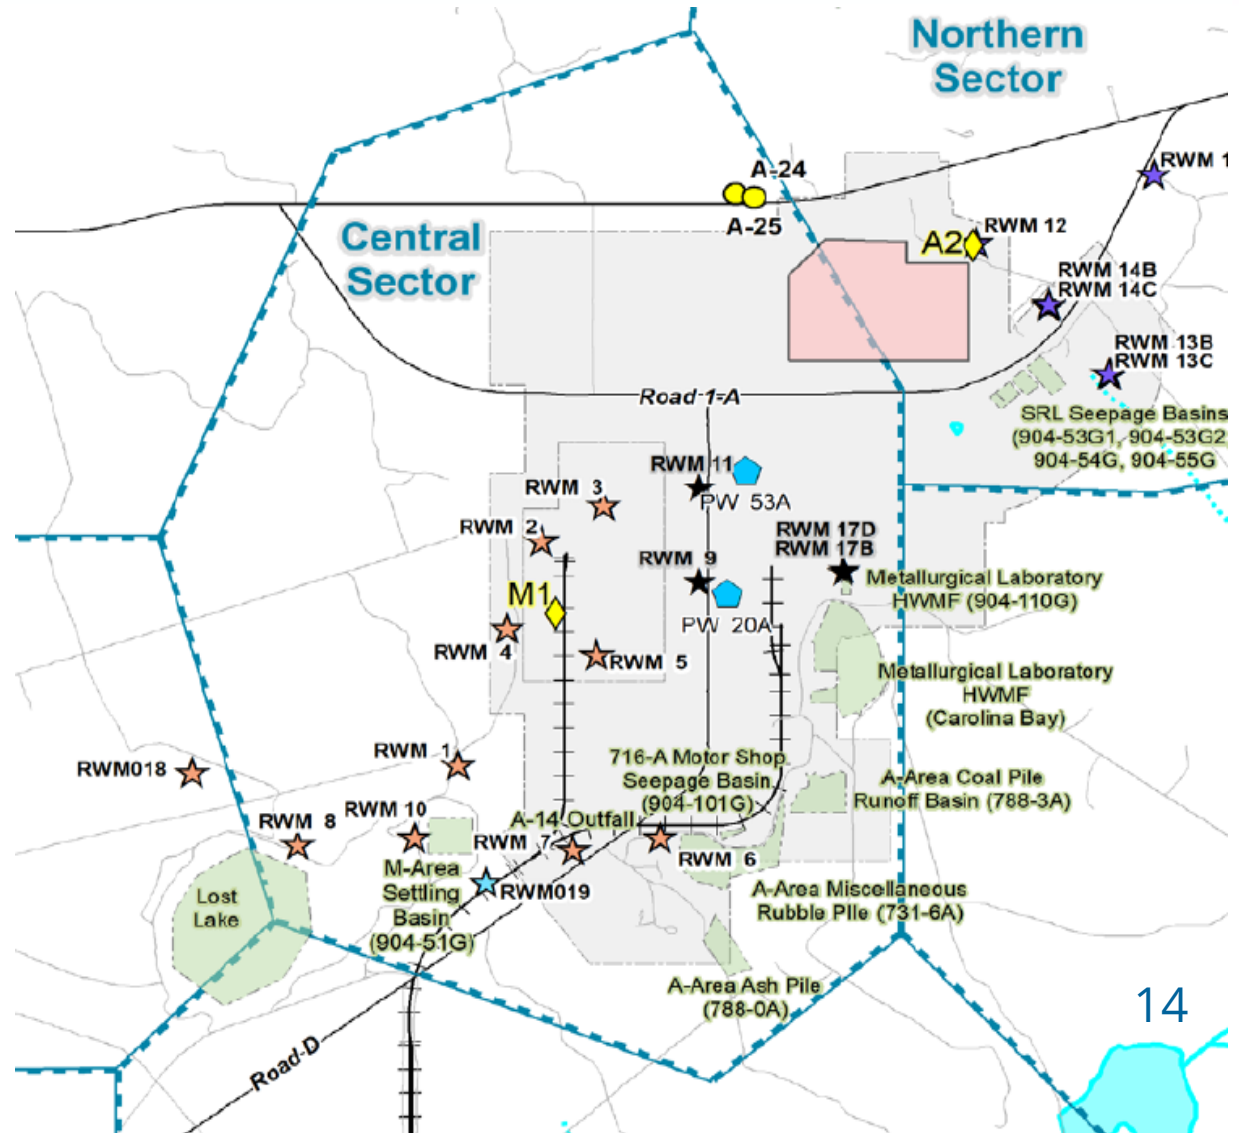 Northern
Sector
A-24
A-25
RWM 1
RWM 12
A2
Central
Sector
RWM 14B
RWM 14C
RWM 13B
RWM 13C
Road 1-A
SRL Seepage Basins
(904-53G1, 904-53G2
904-54G, 904-55G
RWM 11
PW 53A
RWM 3
RWM 2
RWM 17D
RWM 17B
RWM 9
Metallurgical Laboratory
HWMF (904-110G)
M1
PW 20A
RWM 4
RWM 5
Metallurgical Laboratory
HWMF
(Carolina Bay)
RWM 1
RWM018
716-A Motor Shop
Seepage Basin
(904-101G)
A-Area Coal Pile
Runoff Basin (788-3A)
RWM 8
RWM 10
A-14 Outfall
RWM 7
RWM 6
M-Area
Settling
Basin
(904-51G)
RWM019
Lost
Lake
A-Area Miscellaneous
Rubble Pile (731-6A)
A-Area Ash Pile
(788-0A)
14
Road-D